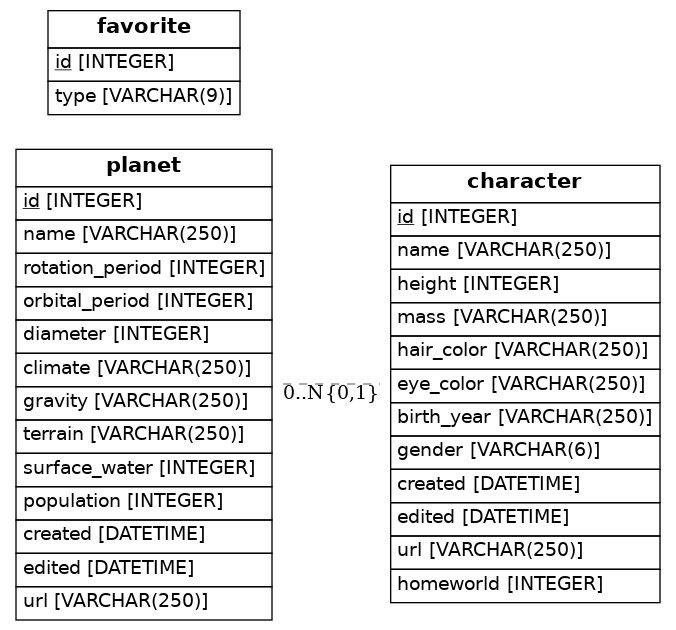 favorite
id [INTEGER]
type [VARCHAR(9)]
planet
id [INTEGER]
name [VARCHAR(250)]
rotation_period [INTEGER]
orbital_period [INTEGER]
diameter [INTEGER]
climate [VARCHAR(250)]
gravity [VARCHAR(250)]
terrain [VARCHAR(250)]
surface_water [INTEGER]
population [INTEGER]
created [DATETIME]
edited [DATETIME]
url [VARCHAR(250)]
0..N{0,1}
character
id [INTEGER]
name [VARCHAR(250)]
height [INTEGER]
mass [VARCHAR(250)]
hair_color [VARCHAR(250)]
eye_color [VARCHAR(250)]
birth_year [VARCHAR(250)]
gender [VARCHAR(6)]
created [DATETIME]
edited [DATETIME]
url [VARCHAR(250)]
homeworld [INTEGER]